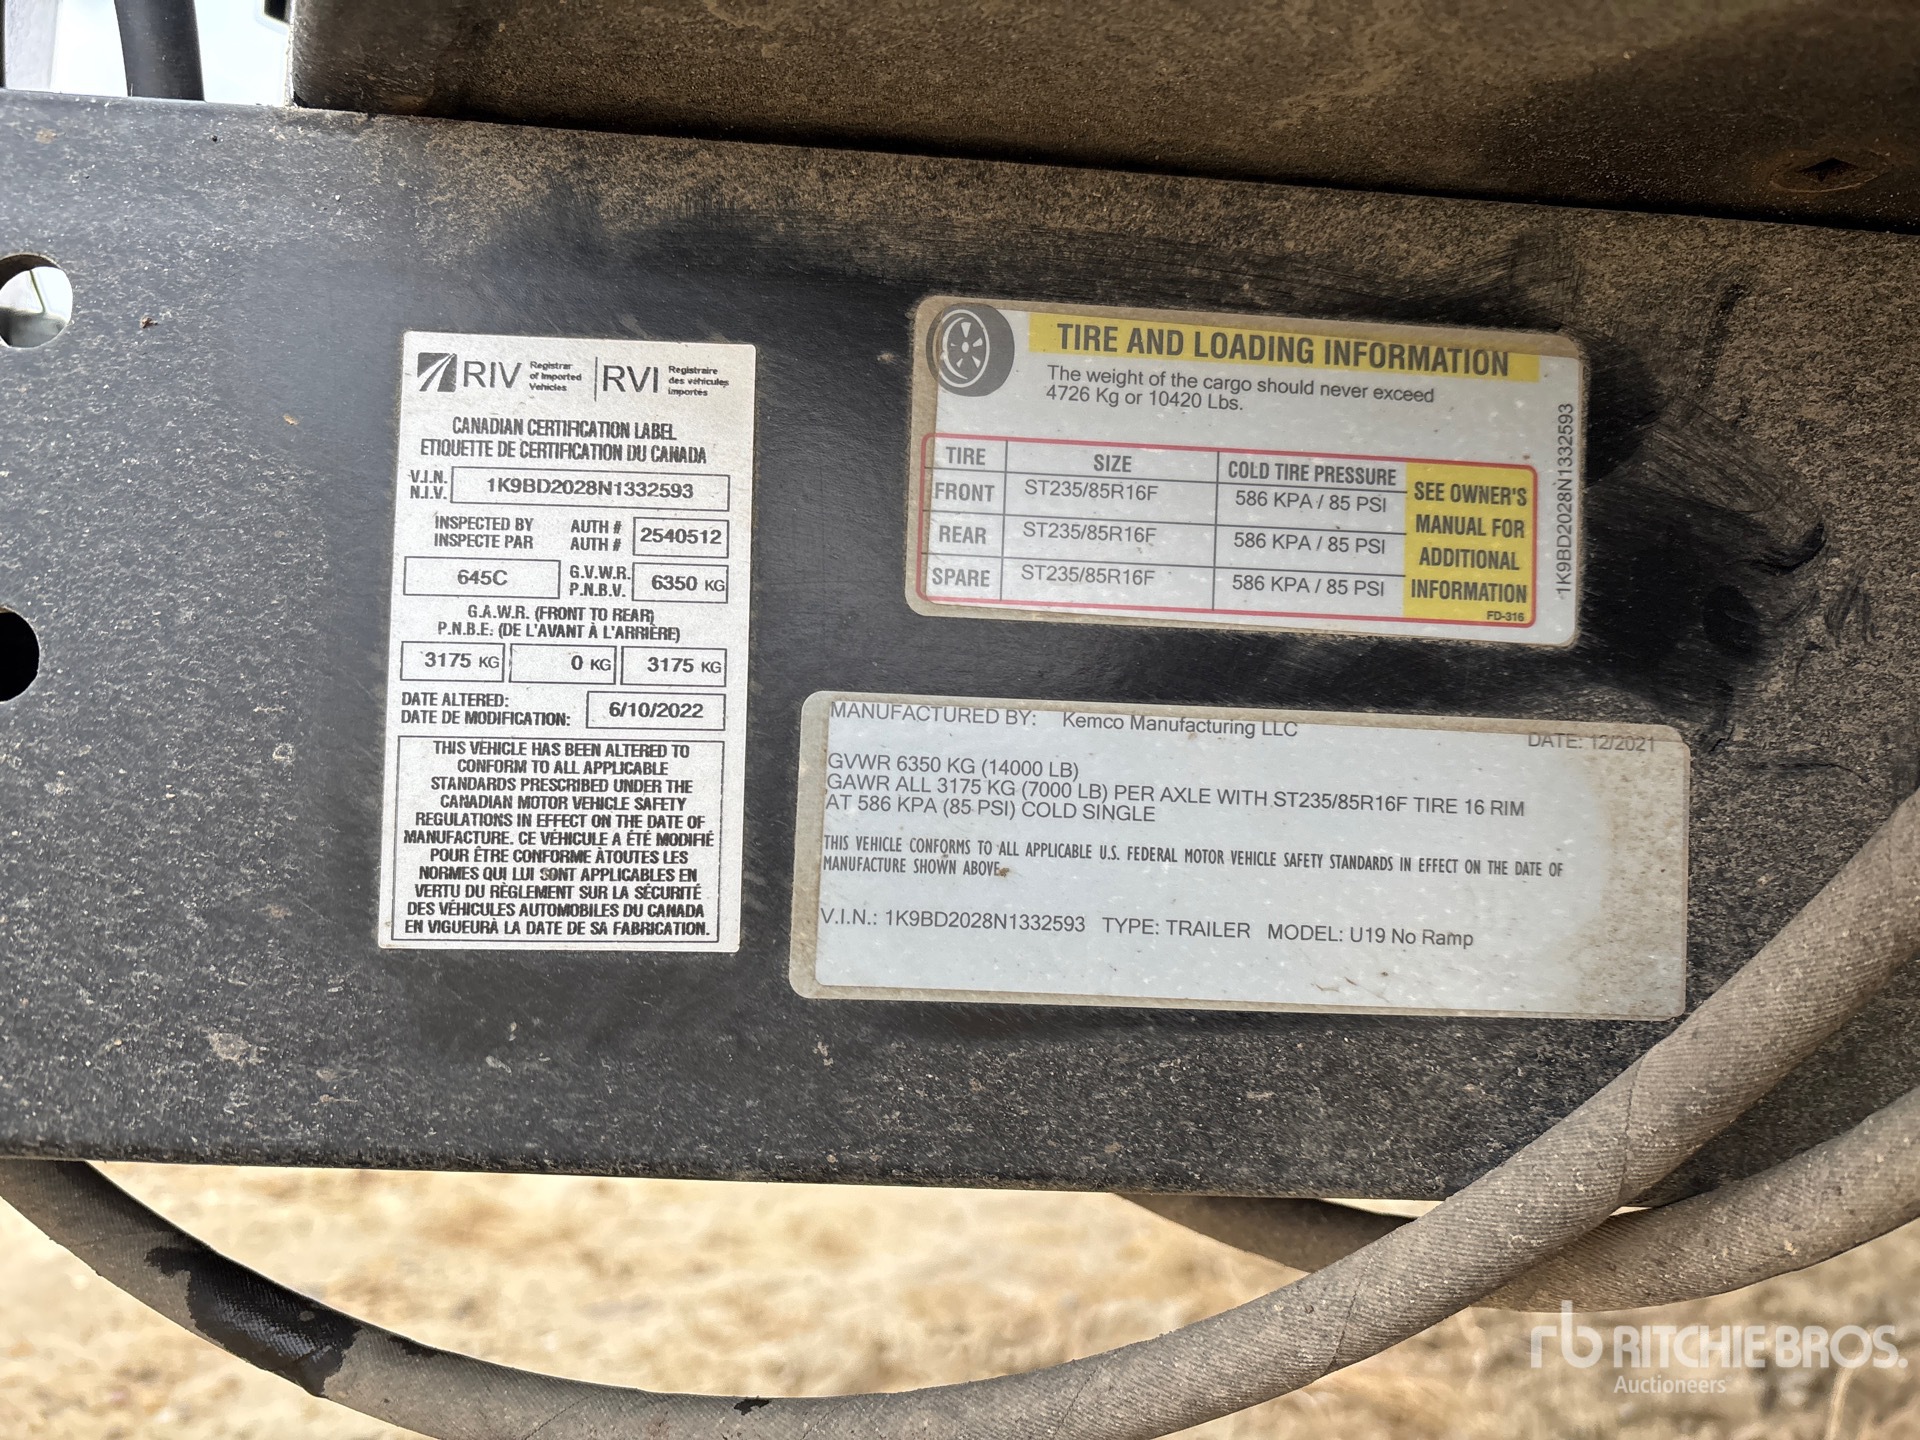 RIV Registrar of Imported Vehicles RVI Registraire des véhicules importés
CANADIAN CERTIFICATION LABEL
ETIQUETTE DE CERTIFICATION DU CANADA
V.I.N. N.I.V. 1K9BD2028N1332593
INSPECTED BY AUTH #
INSPECTE PAR AUTH # 2540512
645C G.V.W.R. P.N.B.V. 6350 KG
G.A.W.R. (FRONT TO REAR)
P.N.B.E. (DE L'AVANT À L'ARRIÈRE)
3175 KG 0 KG 3175 KG
DATE ALTERED:
DATE DE MODIFICATION: 6/10/2022
THIS VEHICLE HAS BEEN ALTERED TO
CONFORM TO ALL APPLICABLE
STANDARDS PRESCRIBED UNDER THE
CANADIAN MOTOR VEHICLE SAFETY
REGULATIONS IN EFFECT ON THE DATE OF
MANUFACTURE. CE VÉHICULE A ÉTÉ MODIFIÉ
POUR ÊTRE CONFORME ÀTOUTES LES
NORMES QUI LUI SONT APPLICABLES EN
VERTU DU RÈGLEMENT SUR LA SÉCURITÉ
DES VÉHICULES AUTOMOBILES DU CANADA
EN VIGUEURÀ LA DATE DE SA FABRICATION.
TIRE AND LOADING INFORMATION
The weight of the cargo should never exceed
4726 Kg or 10420 Lbs.
TIRE SIZE COLD TIRE PRESSURE
FRONT ST235/85R16F 586 KPA / 85 PSI
REAR ST235/85R16F 586 KPA / 85 PSI
SPARE ST235/85R16F 586 KPA / 85 PSI
SEE OWNER'S
MANUAL FOR
ADDITIONAL
INFORMATION
FD-316
1K9BD2028N1332593
MANUFACTURED BY: Kemco Manufacturing LLC DATE: 12/2021
GVWR 6350 KG (14000 LB)
GAWR ALL 3175 KG (7000 LB) PER AXLE WITH ST235/85R16F TIRE 16 RIM
AT 586 KPA (85 PSI) COLD SINGLE
THIS VEHICLE CONFORMS TO ALL APPLICABLE U.S. FEDERAL MOTOR VEHICLE SAFETY STANDARDS IN EFFECT ON THE DATE OF
MANUFACTURE SHOWN ABOVE.
V.I.N.: 1K9BD2028N1332593 TYPE: TRAILER MODEL: U19 No Ramp
rb RITCHIE BROS.
Auctioneers